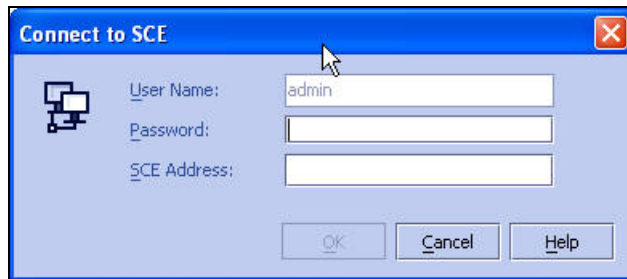 Connect to SCE
User Name: admin
Password:
SCE Address:
OK Cancel Help